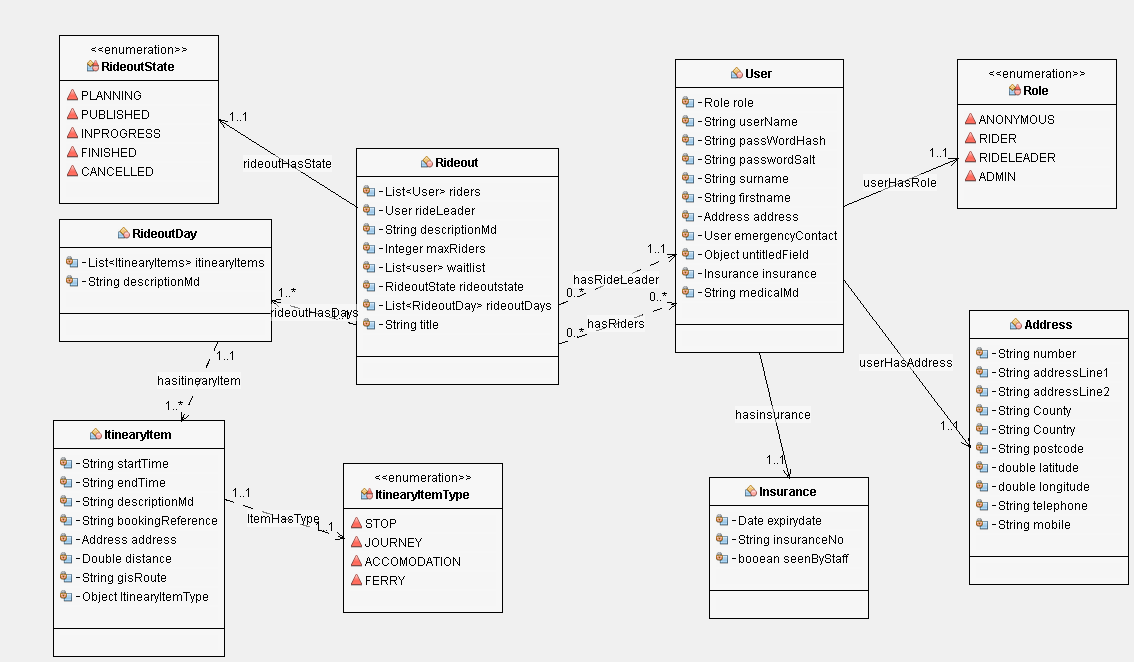 <<enumeration>>
RideoutState
PLANNING
PUBLISHED
INPROGRESS
FINISHED
CANCELLED
1..1
rideoutHasState
Rideout
-List<User> riders
-User rideLeader
-String descriptionMd
-Integer maxRiders
-List<user> waitlist
-RideoutState rideoutstate
-List<RideoutDay> rideoutDays
-String title
RideoutDay
-List<ItinearyItems> itinearyItems
-String descriptionMd
1..*
rideoutHasDays
1..1
1..1
hasitinearyItem
1..*
ItinearyItem
-String startTime
-String endTime
-String descriptionMd
-String bookingReference
-Address address
-Double distance
-String gisRoute
-Object ItinearyItemType
1..1
ItemHasType
1..1
<<enumeration>>
ItinearyItemType
STOP
JOURNEY
ACCOMODATION
FERRY
1..1
hasRideLeader
0..*
0..*
hasRiders
0..*
User
-Role role
-String userName
-String passWordHash
-String passwordSalt
-String surname
-String firstname
-Address address
-User emergencyContact
-Object untitledField
-Insurance insurance
-String medicalMd
1..1
userHasRole
<<enumeration>>
Role
ANONYMOUS
RIDER
RIDELEADER
ADMIN
userHasAddress
1..1
Address
-String number
-String addressLine1
-String addressLine2
-String County
-String Country
-String postcode
-double latitude
-double longitude
-String telephone
-String mobile
hasinsurance
1..1
Insurance
-Date expirydate
-String insuranceNo
-booean seenByStaff